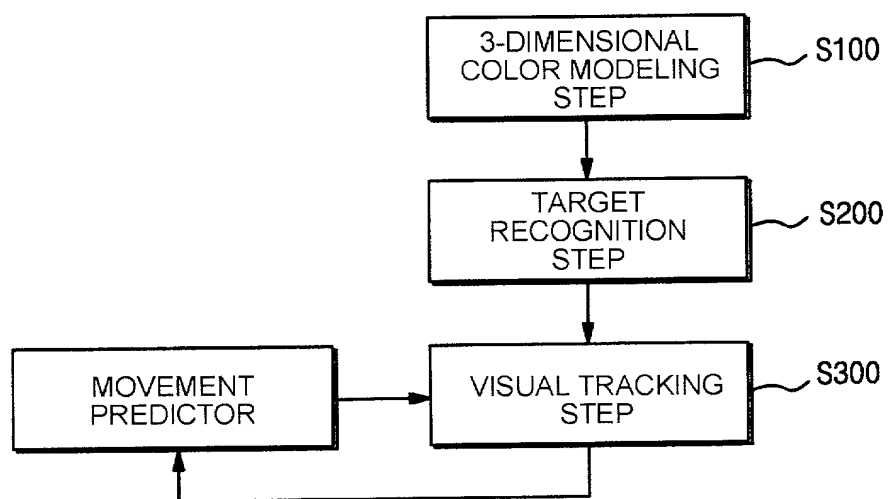 3-DIMENSIONAL
COLOR MODELING
STEP
S100
TARGET
RECOGNITION
STEP
S200
MOVEMENT
PREDICTOR
VISUAL TRACKING
STEP
S300